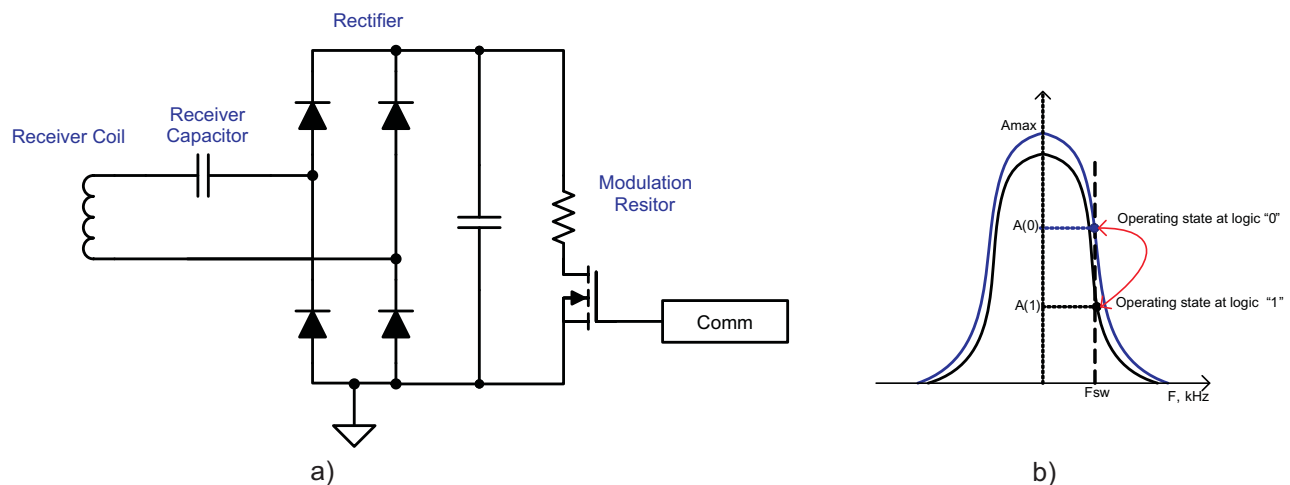 Rectifier
Receiver
Capacitor
Receiver Coil
Modulation
Resitor
Comm
a)
Amax
A(0)
Operating state at logic “0”
A(1)
Operating state at logic “1”
Fsw
F, kHz
b)